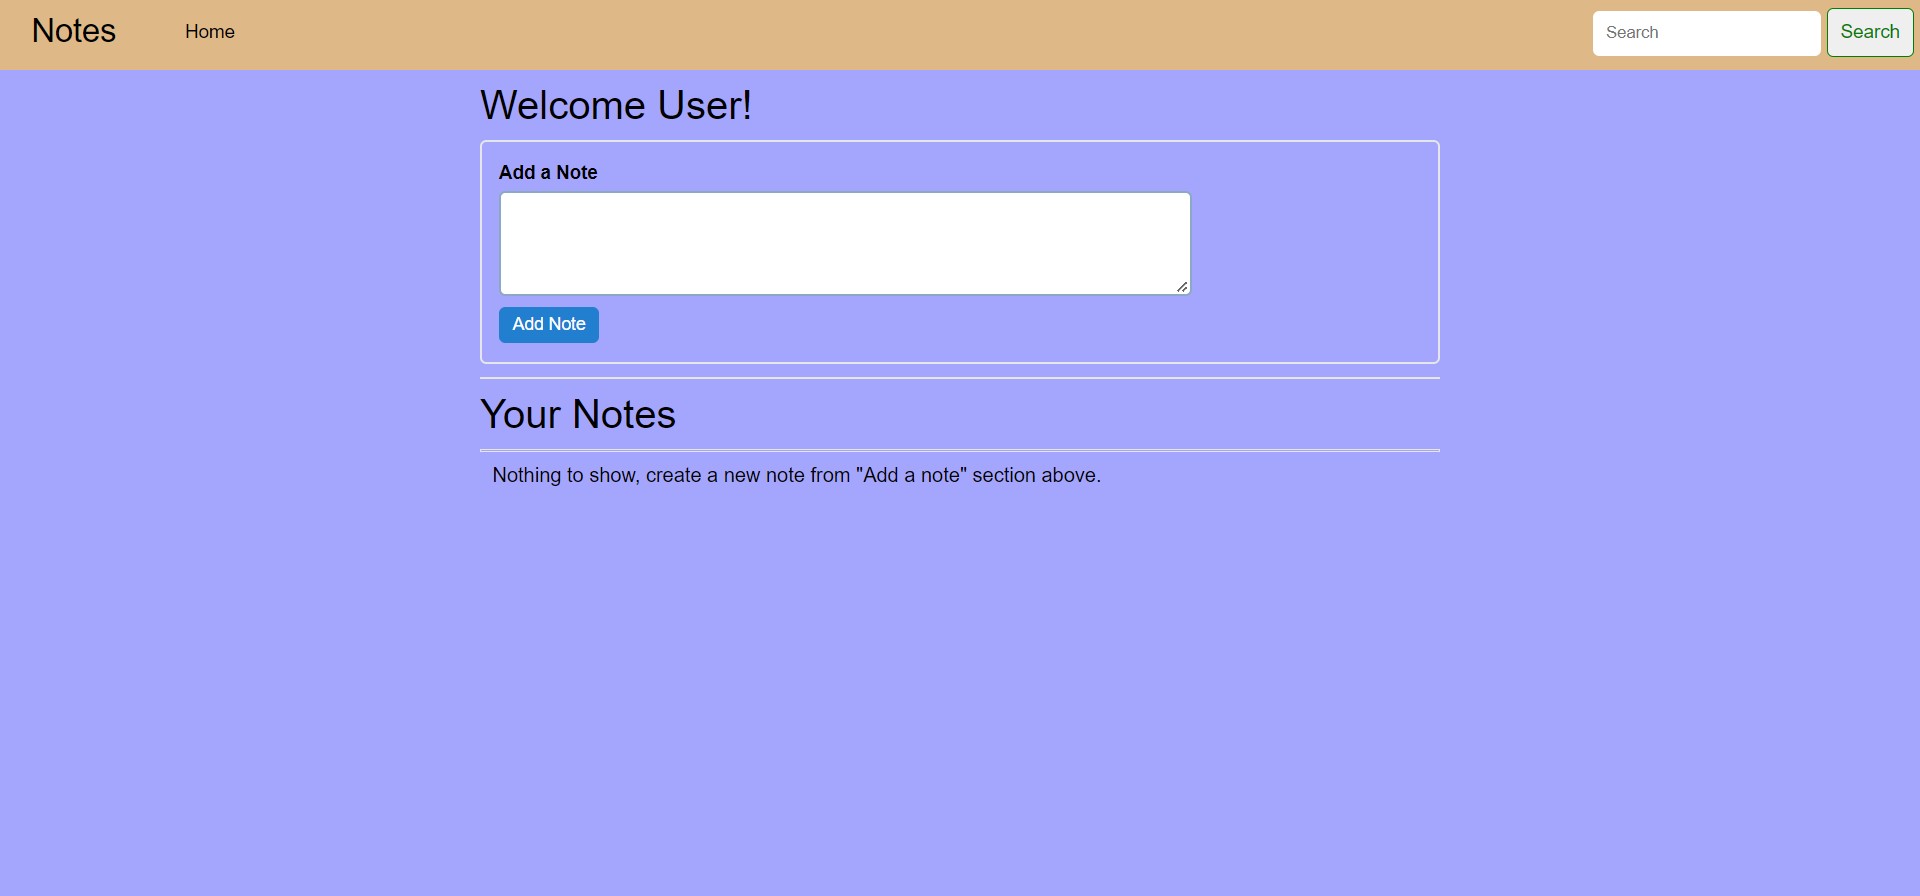 Notes Home Search Search
Welcome User!
Add a Note
Add Note
Your Notes
Nothing to show, create a new note from "Add a note" section above.